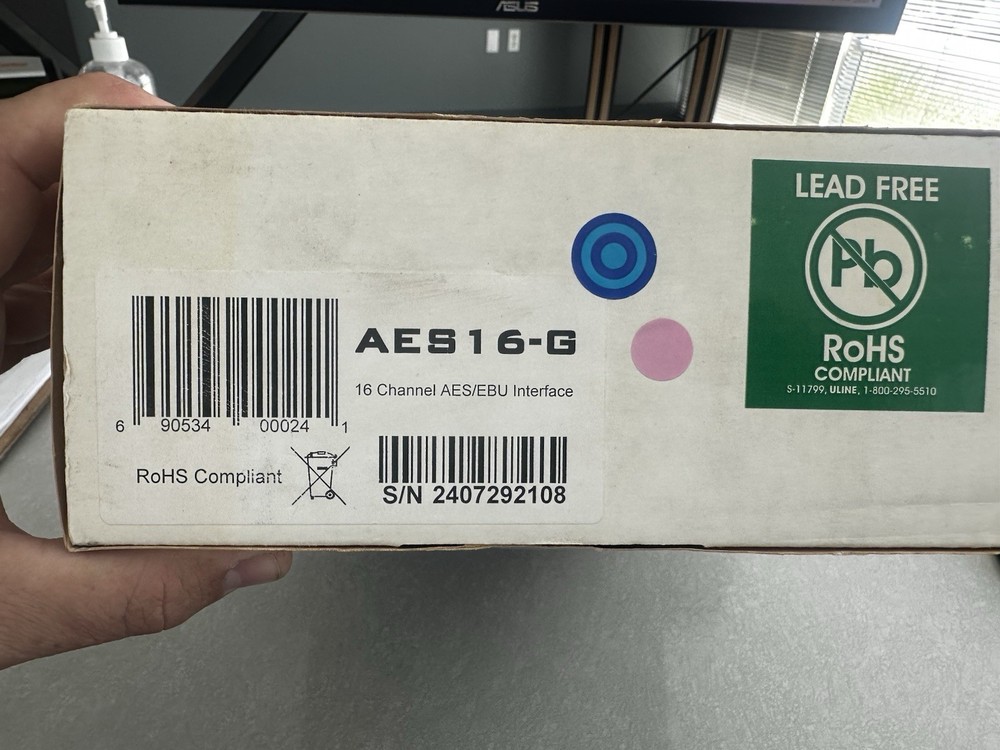 ASUS
LEAD FREE
Pb
RoHS
COMPLIANT
S-11799, ULINE, 1-800-295-5510
AES16-G
16 Channel AES/EBU Interface
6 90534 00024 1
RoHS Compliant
S/N 2407292108